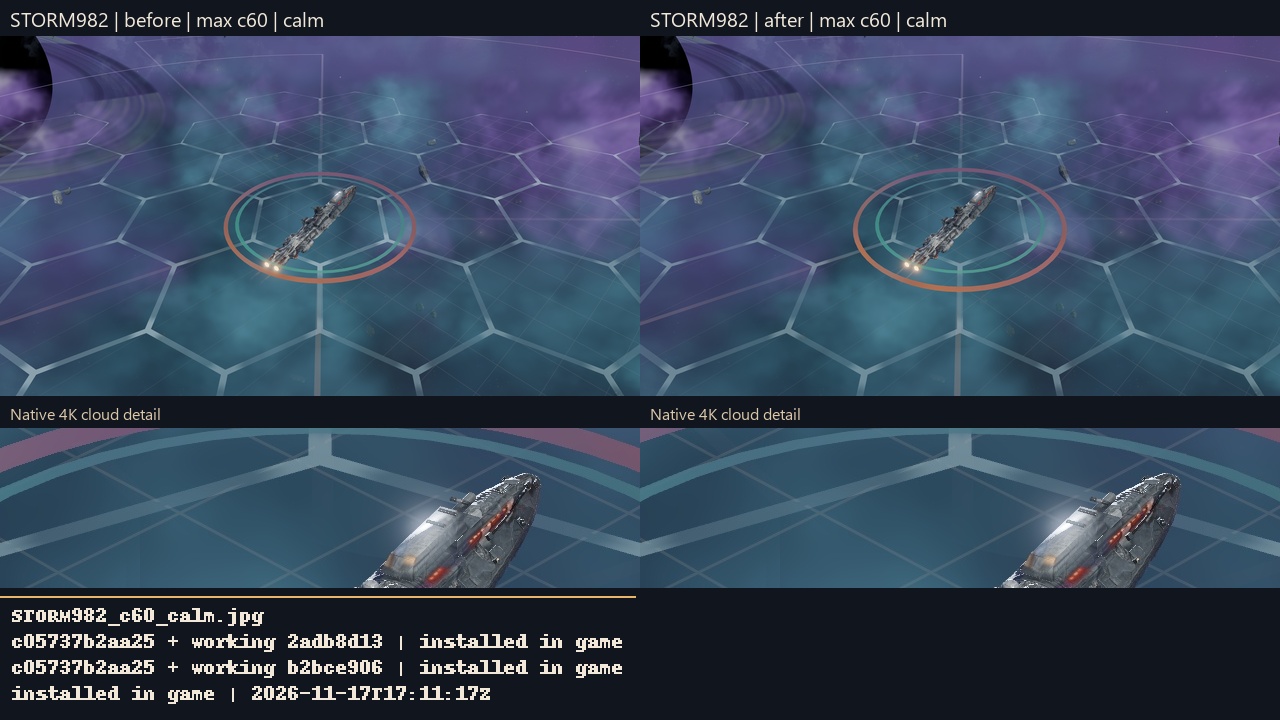 STORM982 | before | max c60 | calm
STORM982 | after | max c60 | calm
Native 4K cloud detail
Native 4K cloud detail
STORM982_c60_calm.jpg
c05737b2aa25 + working 2adb8d13 | installed in game
c05737b2aa25 + working b2bce906 | installed in game
installed in game | 2026-11-17T17:11:17Z